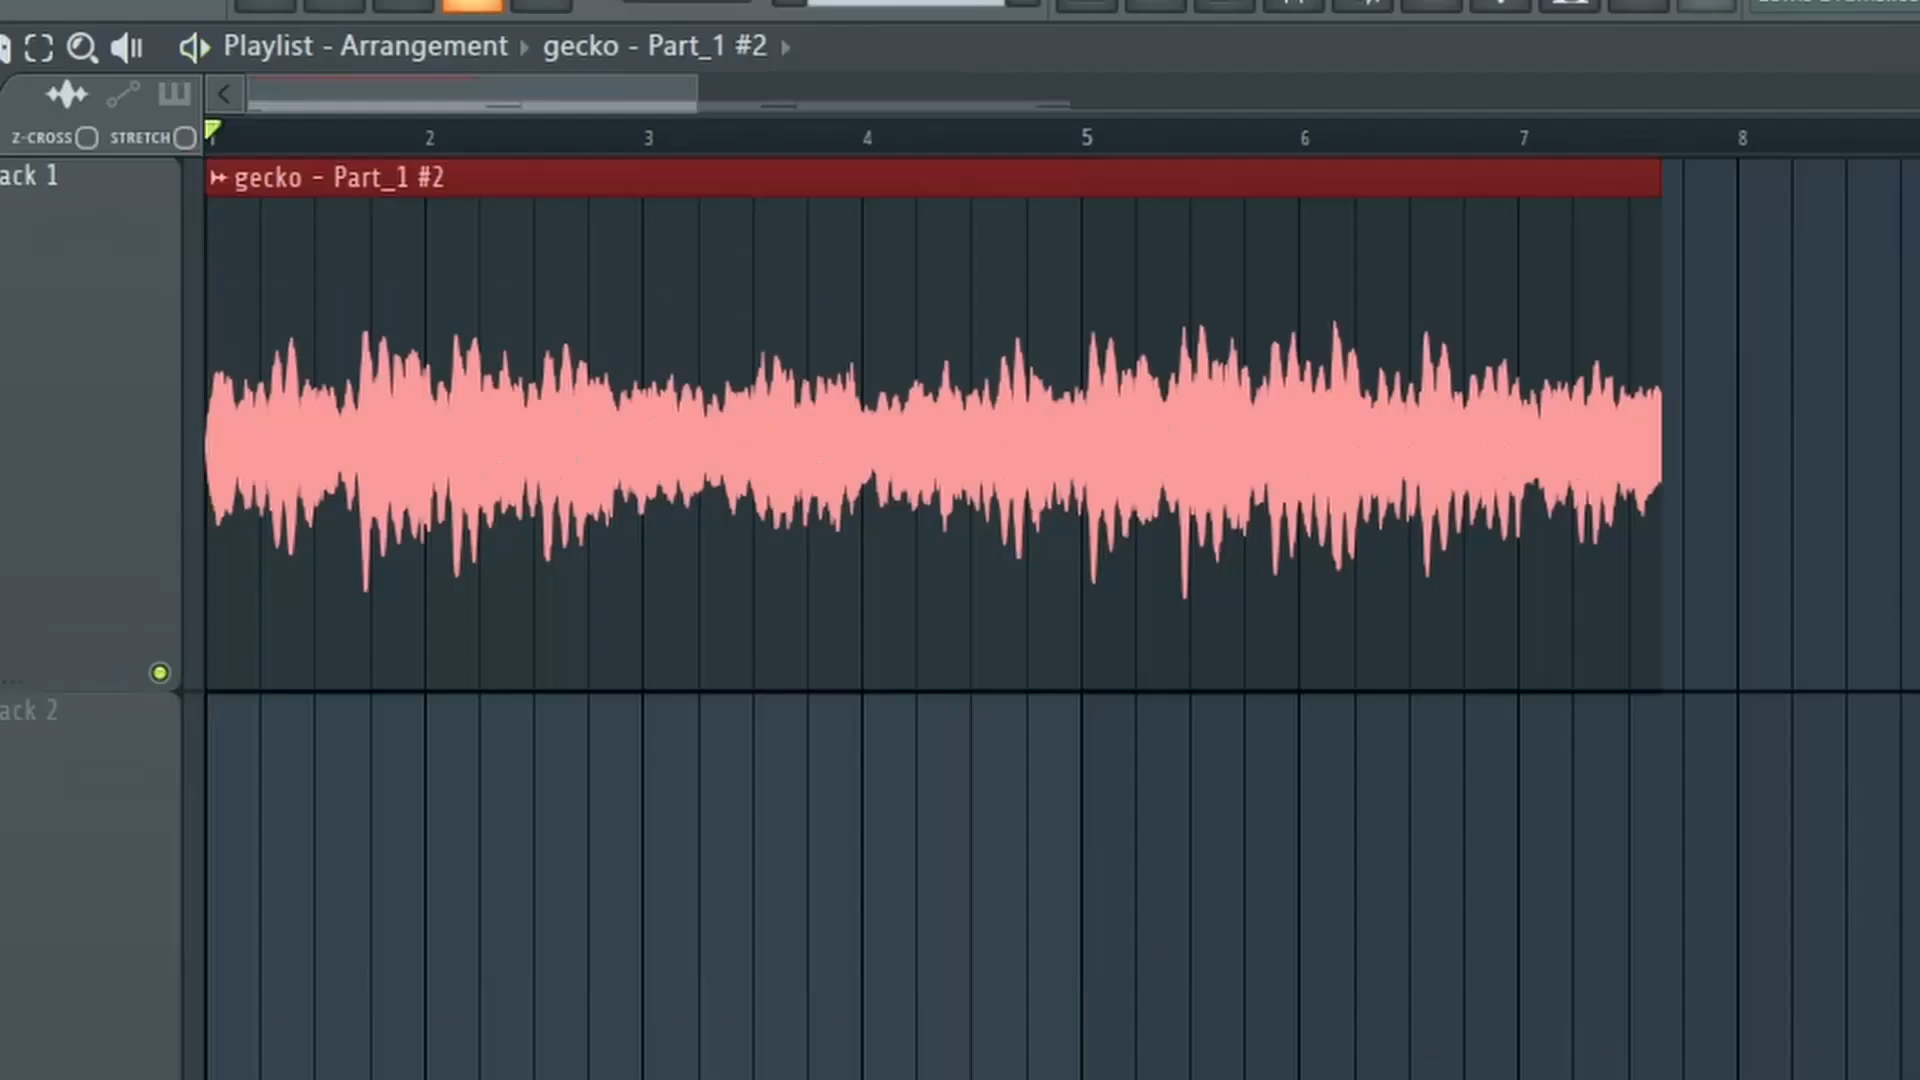 Playlist - Arrangement ▸ gecko - Part_1 #2 ▸
Z-CROSS STRETCH
1 2 3 4 5 6 7 8
ack 1
gecko - Part_1 #2
ack 2